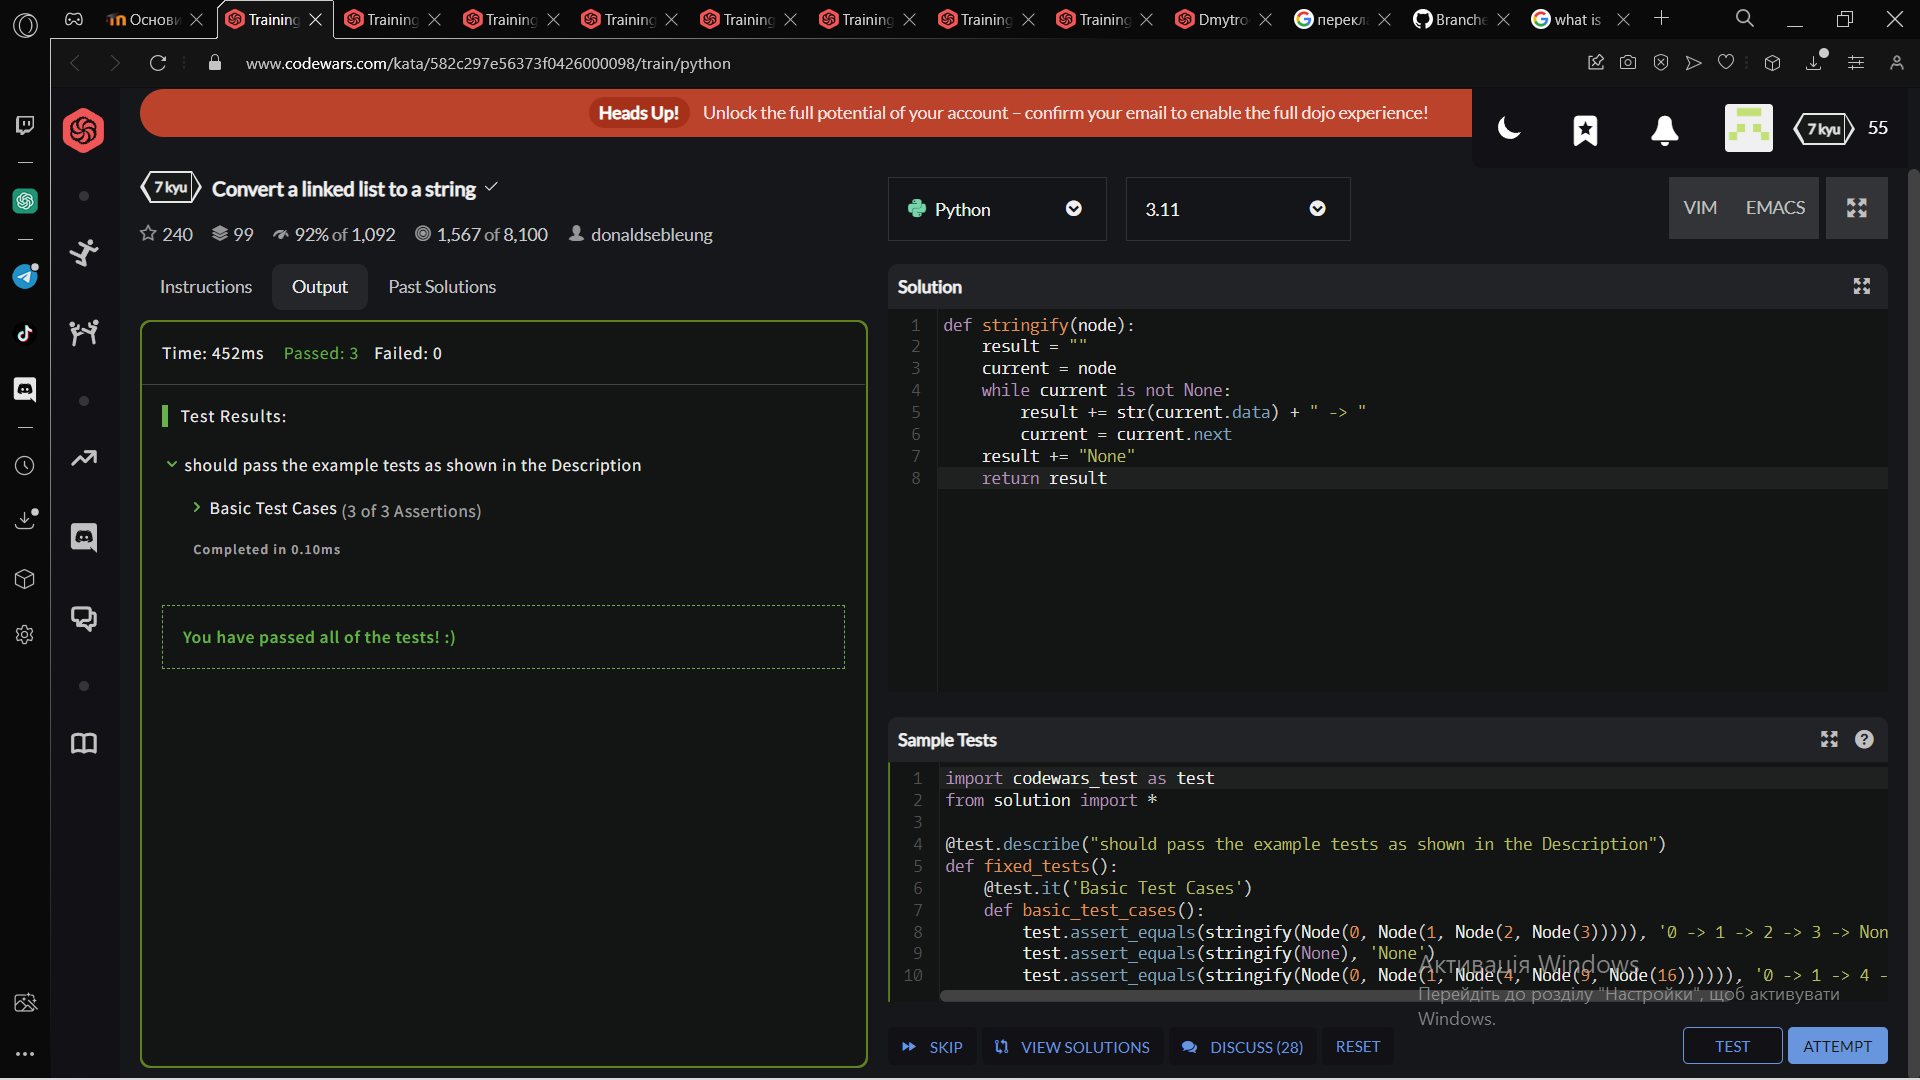 Основи
Training
Training
Training
Training
Training
Training
Training
Training
Dmytro
перекл
Branche
what is
www.codewars.com/kata/582c297e56373f0426000098/train/python
Heads Up! Unlock the full potential of your account – confirm your email to enable the full dojo experience!
7 kyu 55
7 kyu Convert a linked list to a string
240 99 92% of 1,092 1,567 of 8,100 donaldsebleung
Python
3.11
VIM EMACS
Instructions Output Past Solutions
Time: 452ms Passed: 3 Failed: 0
Test Results:
should pass the example tests as shown in the Description
Basic Test Cases (3 of 3 Assertions)
Completed in 0.10ms
You have passed all of the tests! :)
Solution
1 def stringify(node):
2     result = ""
3     current = node
4     while current is not None:
5         result += str(current.data) + " -> "
6         current = current.next
7     result += "None"
8     return result
Sample Tests
1 import codewars_test as test
2 from solution import *
3
4 @test.describe("should pass the example tests as shown in the Description")
5 def fixed_tests():
6     @test.it('Basic Test Cases')
7     def basic_test_cases():
8         test.assert_equals(stringify(Node(0, Node(1, Node(2, Node(3))))), '0 -> 1 -> 2 -> 3 -> Non
9         test.assert_equals(stringify(None), 'None')
10         test.assert_equals(stringify(Node(0, Node(1, Node(4, Node(9, Node(16)))))), '0 -> 1 -> 4 -
Активація Windows
Перейдіть до розділу "Настройки", щоб активувати
Windows.
SKIP VIEW SOLUTIONS DISCUSS (28) RESET
TEST ATTEMPT